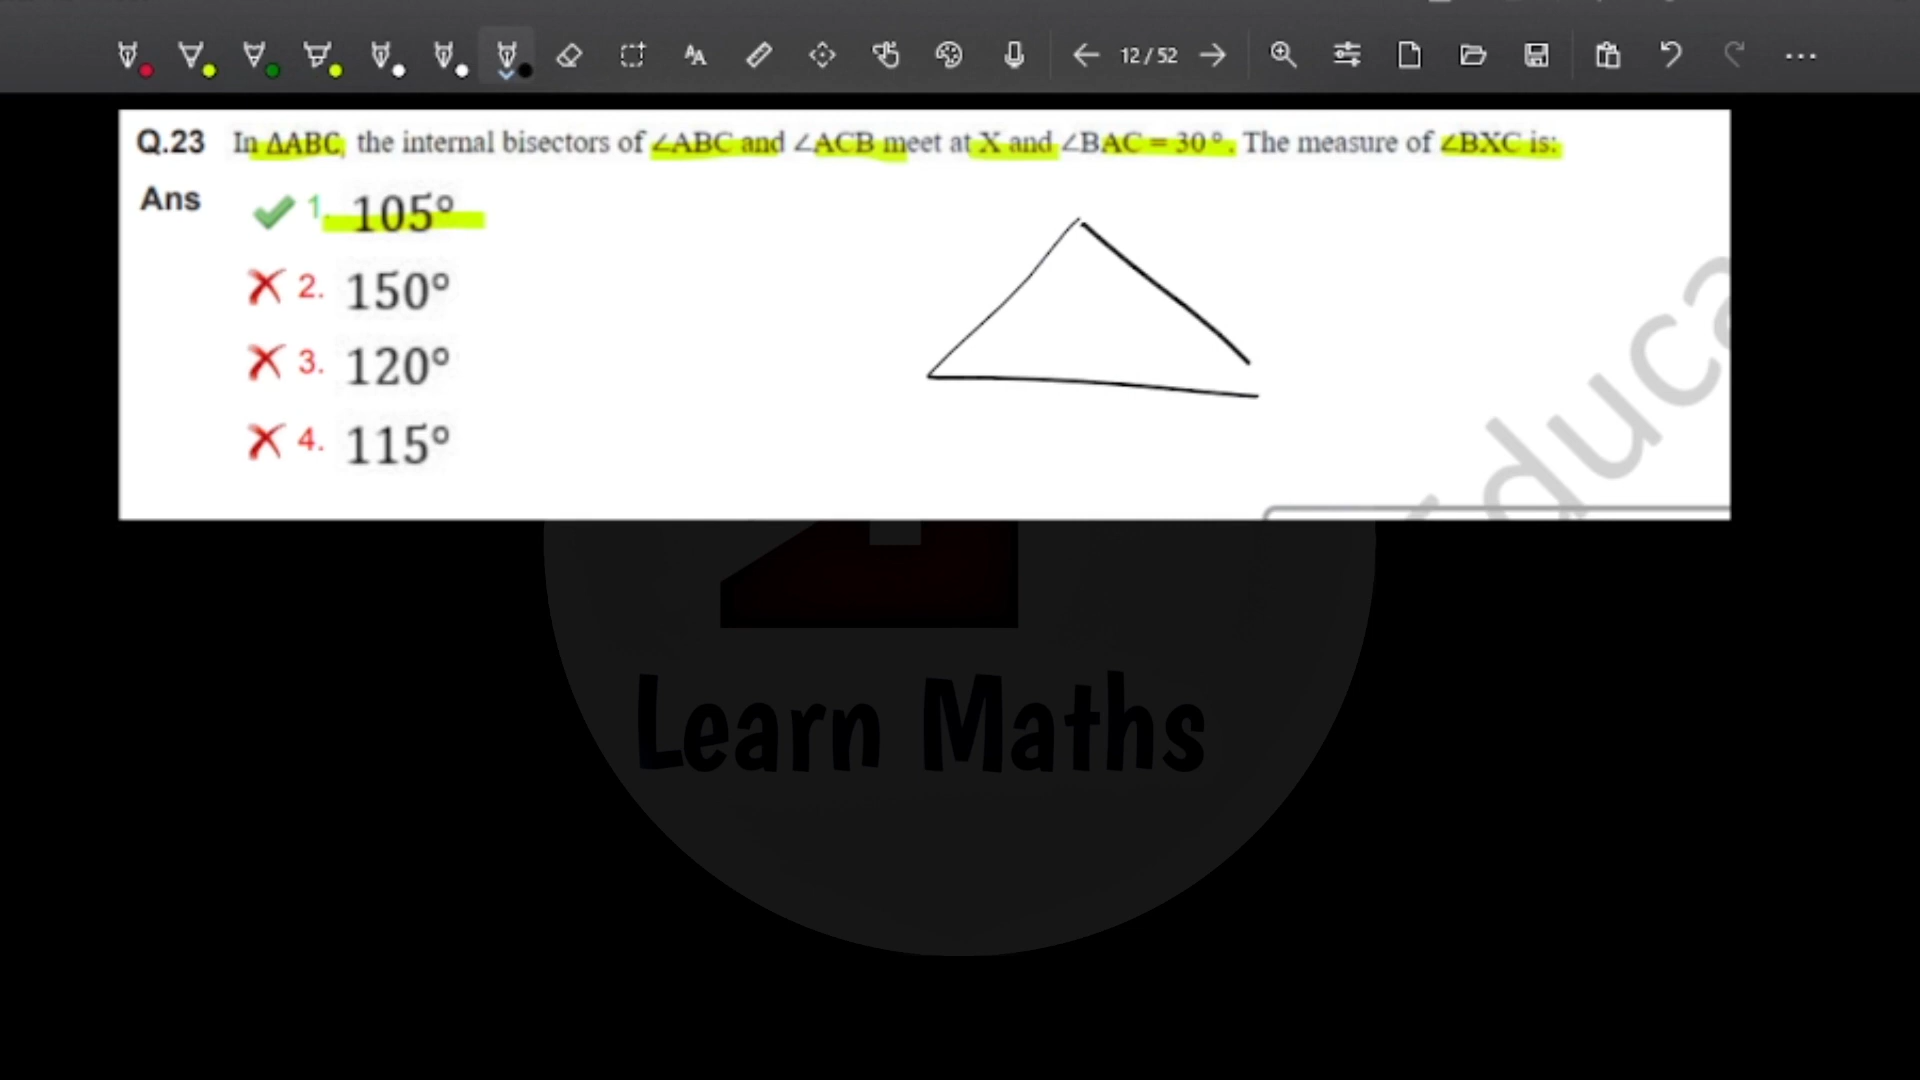 12 / 52
Q.23 In ΔABC, the internal bisectors of ∠ABC and ∠ACB meet at X and ∠BAC = 30°. The measure of ∠BXC is:
Ans
1. 105°
2. 150°
3. 120°
4. 115°
Educa
Learn Maths